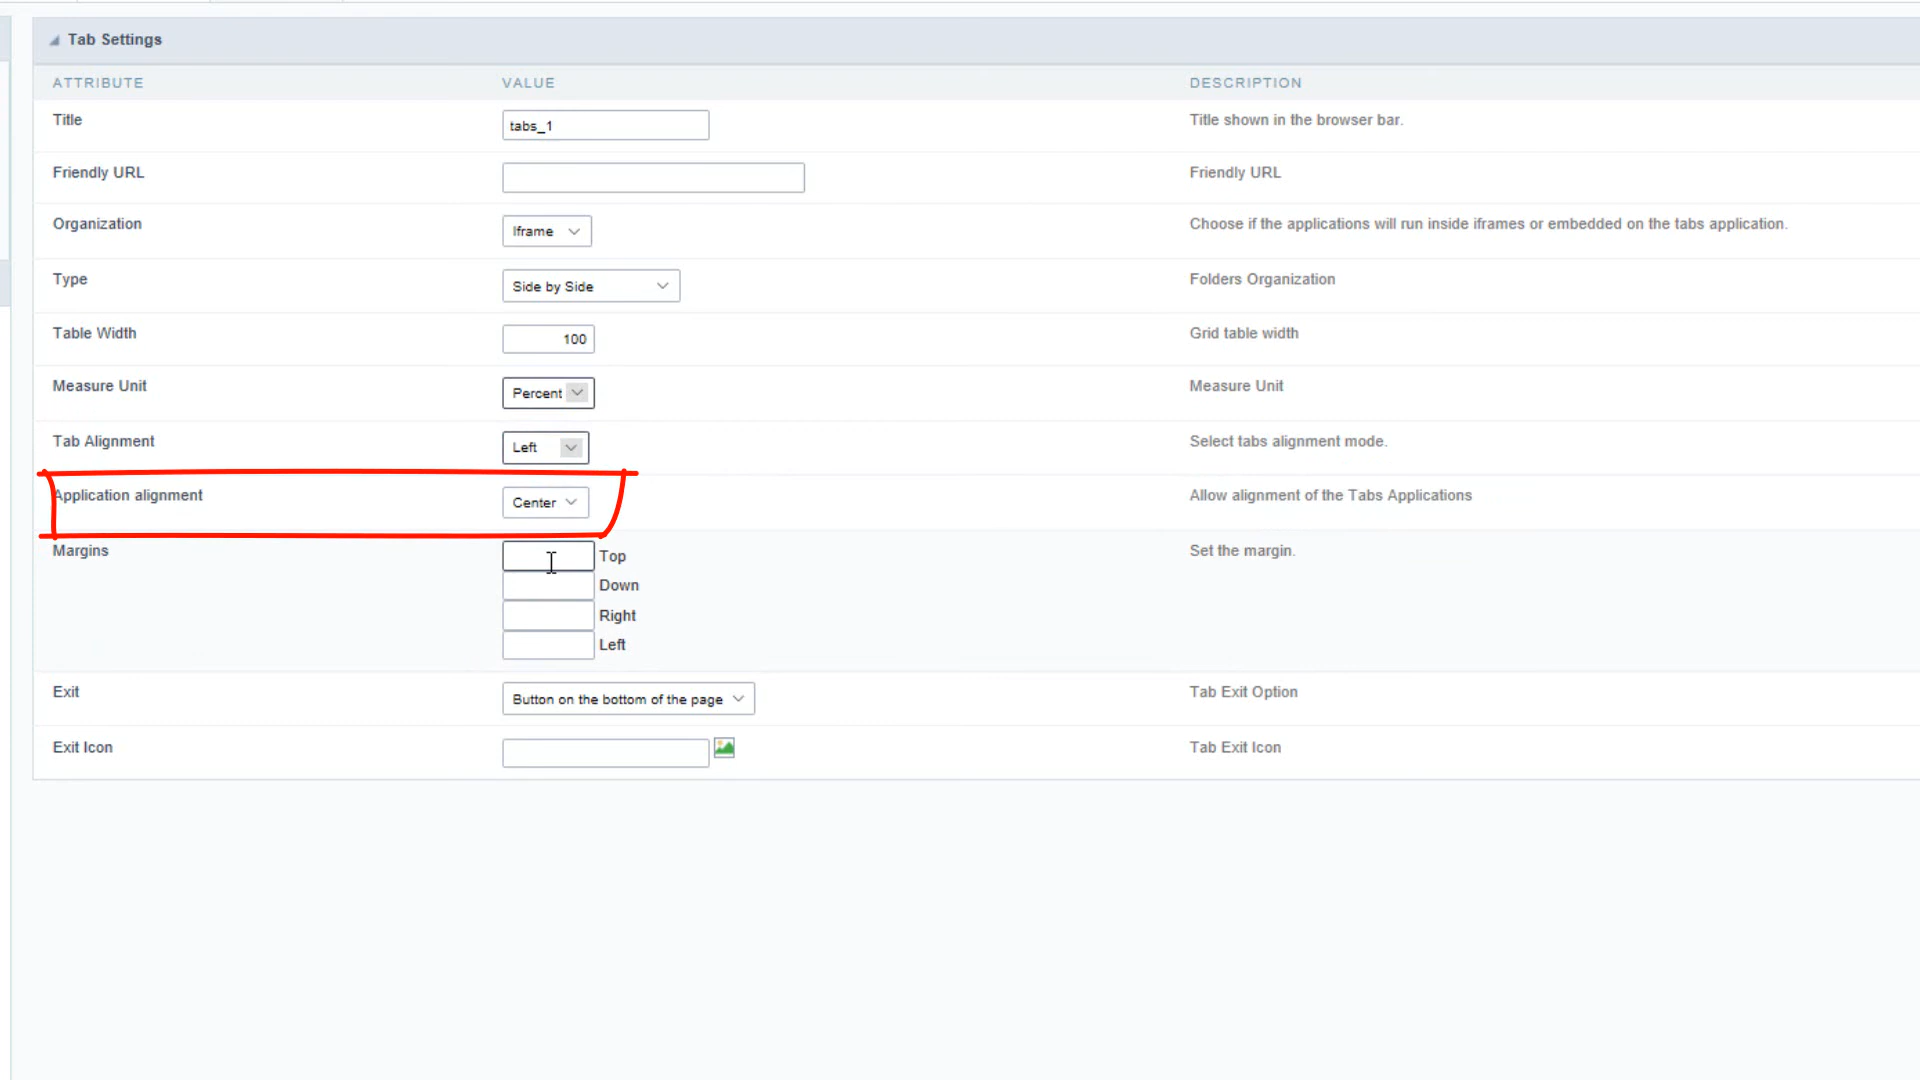 Tab Settings
ATTRIBUTE VALUE DESCRIPTION
Title tabs_1 Title shown in the browser bar.
Friendly URL Friendly URL
Organization Iframe Choose if the applications will run inside iframes or embedded on the tabs application.
Type Side by Side Folders Organization
Table Width 100 Grid table width
Measure Unit Percent Measure Unit
Tab Alignment Left Select tabs alignment mode.
Application alignment Center Allow alignment of the Tabs Applications
Margins Top Set the margin.
Down
Right
Left
Exit Button on the bottom of the page Tab Exit Option
Exit Icon Tab Exit Icon